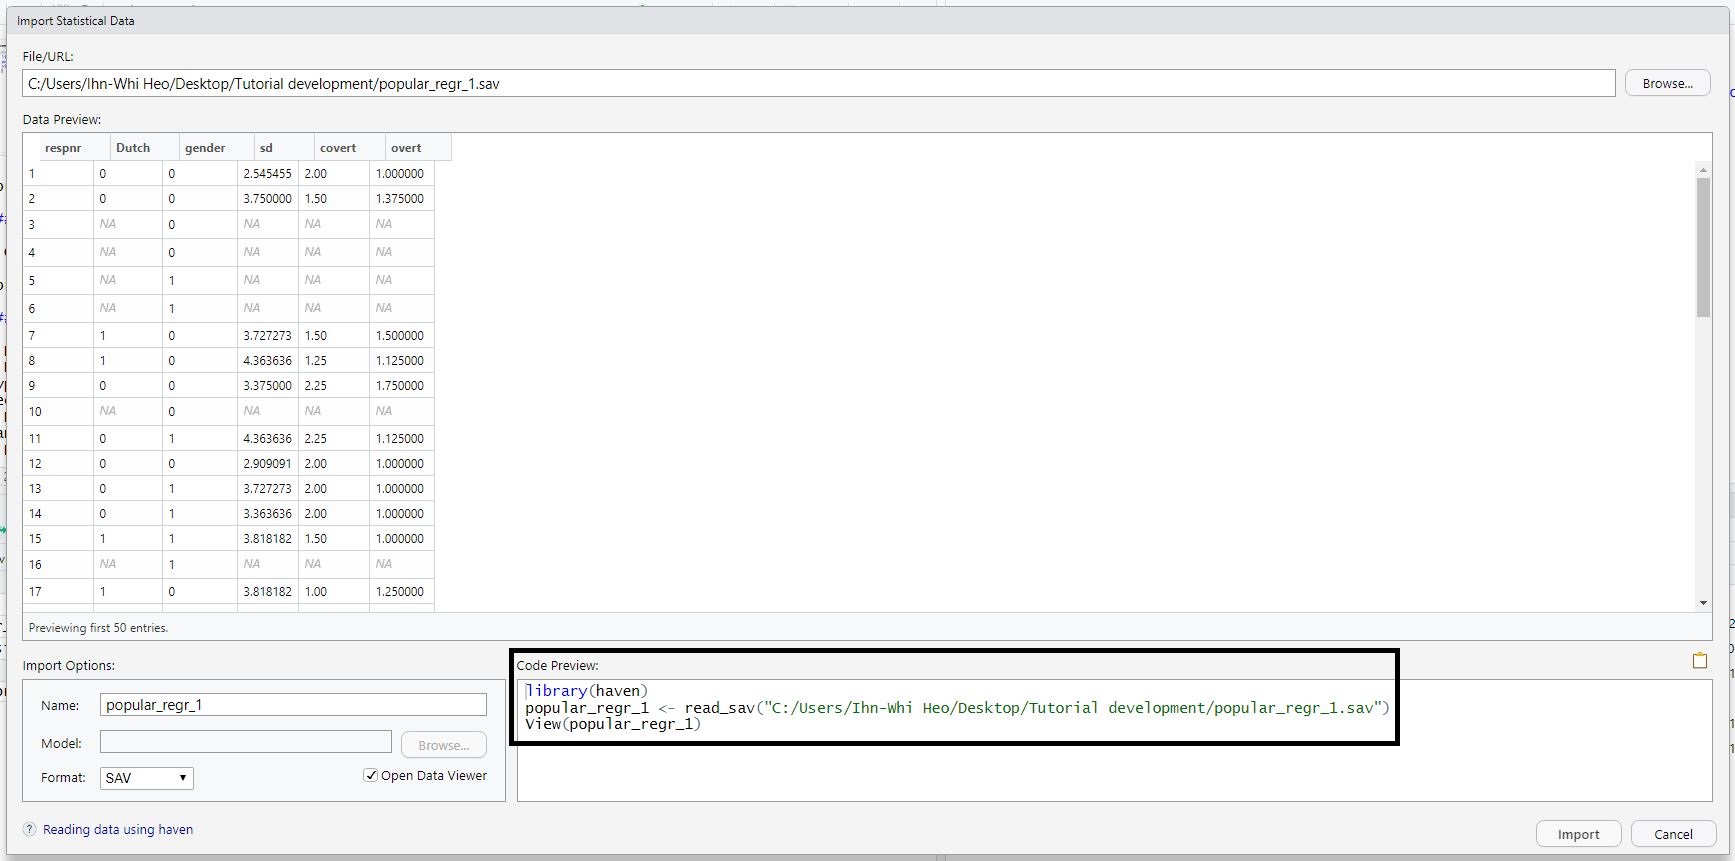 Import Statistical Data
File/URL:
C:/Users/Ihn-Whi Heo/Desktop/Tutorial development/popular_regr_1.sav
Browse...
Data Preview:
respnr Dutch gender sd covert overt
1 0 0 2.545455 2.00 1.000000
2 0 0 3.750000 1.50 1.375000
3 NA 0 NA NA NA
4 NA 0 NA NA NA
5 NA 1 NA NA NA
6 NA 1 NA NA NA
7 1 0 3.727273 1.50 1.500000
8 1 0 4.363636 1.25 1.125000
9 0 0 3.375000 2.25 1.750000
10 NA 0 NA NA NA
11 0 1 4.363636 2.25 1.125000
12 0 0 2.909091 2.00 1.000000
13 0 1 3.727273 2.00 1.000000
14 0 1 3.363636 2.00 1.000000
15 1 1 3.818182 1.50 1.000000
16 NA 1 NA NA NA
17 1 0 3.818182 1.00 1.250000
Previewing first 50 entries.
Import Options:
Name: popular_regr_1
Model: Browse...
Format: SAV Open Data Viewer
Code Preview:
library(haven)
popular_regr_1 <- read_sav("C:/Users/Ihn-Whi Heo/Desktop/Tutorial development/popular_regr_1.sav")
View(popular_regr_1)
? Reading data using haven
Import Cancel